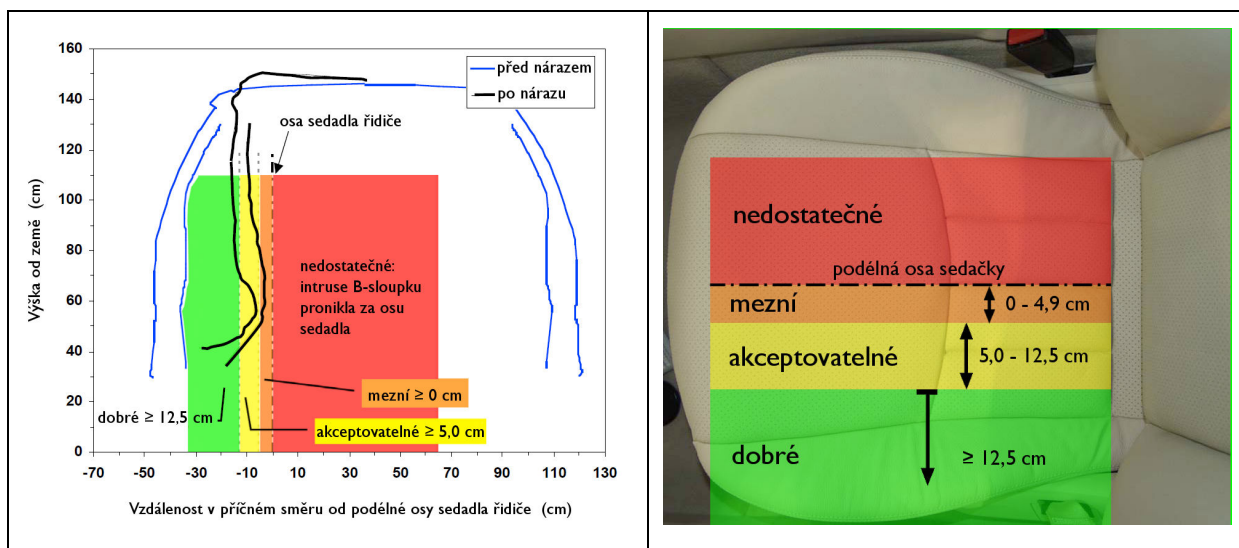 160
140
120
100
80
60
40
20
0
-70
-50
-30
-10
10
30
50
70
90
110
130
Výška od země (cm)
Vzdálenost v příčném směru od podélné osy sedadla řidiče (cm)
před nárazem
po nárazu
osa sedadla řidiče
nedostatečné:
intruse B-sloupku
pronikla za osu
sedadla
mezní ≥ 0 cm
dobré ≥ 12,5 cm
akceptovatelné ≥ 5,0 cm
nedostatečné
podélná osa sedačky
mezní
0 - 4,9 cm
akceptovatelné
5,0 - 12,5 cm
dobré
≥ 12,5 cm